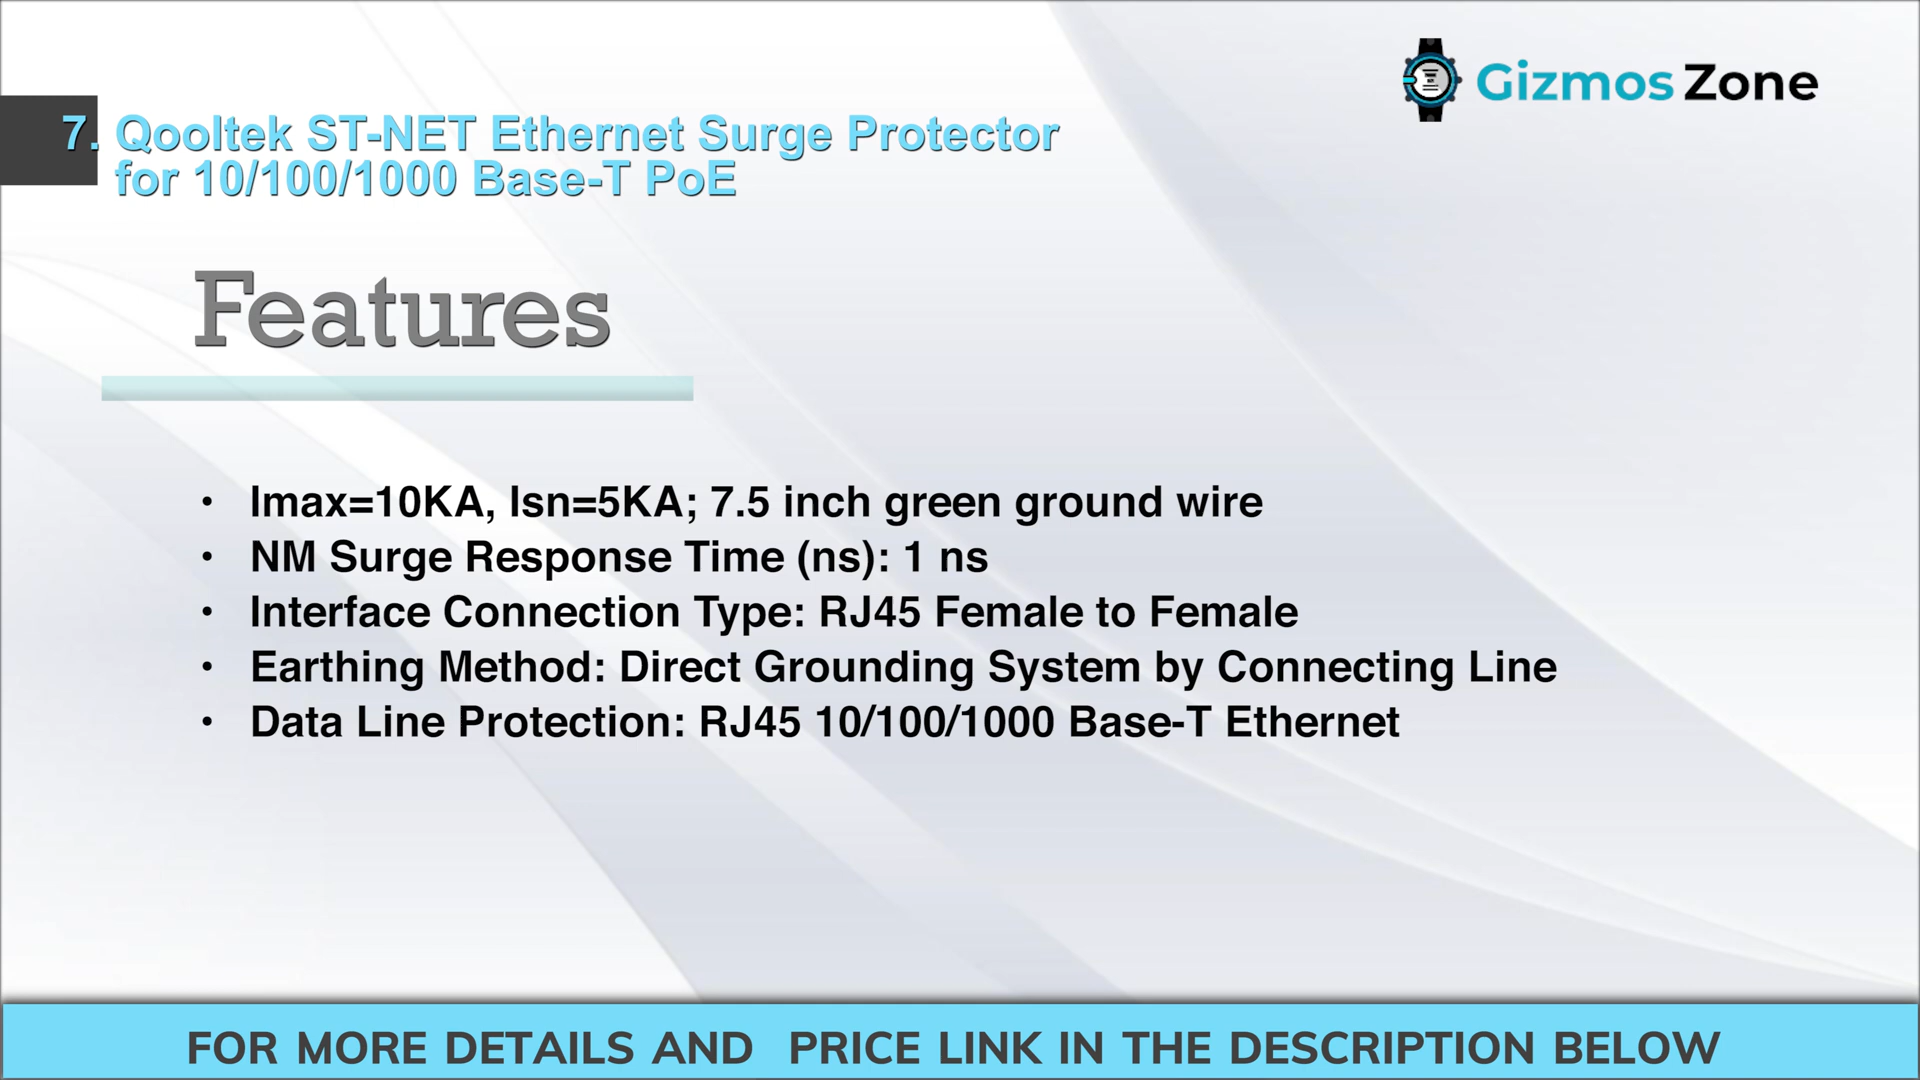 Gizmos Zone
7. Qooltek ST-NET Ethernet Surge Protector
for 10/100/1000 Base-T PoE
Features
• Imax=10KA, Isn=5KA; 7.5 inch green ground wire
• NM Surge Response Time (ns): 1 ns
• Interface Connection Type: RJ45 Female to Female
• Earthing Method: Direct Grounding System by Connecting Line
• Data Line Protection: RJ45 10/100/1000 Base-T Ethernet
FOR MORE DETAILS AND PRICE LINK IN THE DESCRIPTION BELOW